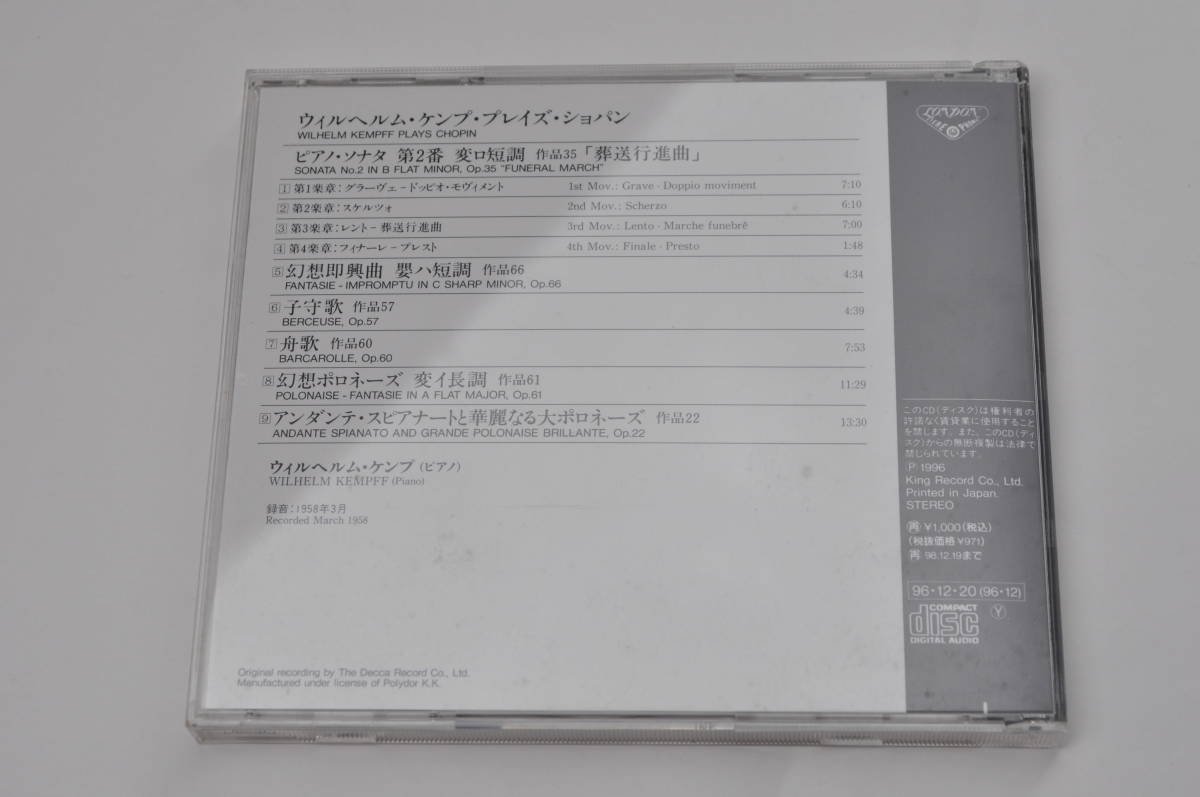 ウィルヘルム・ケンプ・プレイズ・ショパン
WILHELM KEMPFF PLAYS CHOPIN
ピアノ・ソナタ 第2番 変ロ短調 作品35「葬送行進曲」
SONATA No.2 IN B FLAT MINOR, Op.35 "FUNERAL MARCH"
1 第1楽章：グラーヴェ－ドッピオ・モヴィメント 1st Mov.: Grave・Doppio moviment 7:10
2 第2楽章：スケルツォ 2nd Mov.: Scherzo 6:10
3 第3楽章：レント－葬送行進曲 3rd Mov.: Lento・Marche funebrê 7:00
4 第4楽章：フィナーレ－プレスト 4th Mov.: Finale・Presto 1:48
5 幻想即興曲 嬰ハ短調 作品66 4:34
FANTASIE - IMPROMPTU IN C SHARP MINOR, Op.66
6 子守歌 作品57 4:39
BERCEUSE, Op.57
7 舟歌 作品60 7:53
BARCAROLLE, Op.60
8 幻想ポロネーズ 変イ長調 作品61 11:29
POLONAISE - FANTASIE IN A FLAT MAJOR, Op.61
9 アンダンテ・スピアナートと華麗なる大ポロネーズ 作品22 13:30
ANDANTE SPIANATO AND GRANDE POLONAISE BRILLANTE, Op.22
ウィルヘルム・ケンプ（ピアノ）
WILHELM KEMPFF (Piano)
録音：1958年3月
Recorded March 1958
Original recording by The Decca Record Co., Ltd.
Manufactured under license of Polydor K.K.
LONDON
このCD（ディスク）は権利者の
許諾なく賃貸業に使用すること
を禁じます。また、このCD（ディ
スク）からの無断複製は法律で
禁じられています。
Ⓟ 1996
King Record Co., Ltd.
Printed in Japan.
STEREO
再 ¥1,000（税込）
（税抜価格¥971）
再 98.12.19まで
96・12・20（96・12）
COMPACT
disc
DIGITAL AUDIO
Ⓨ